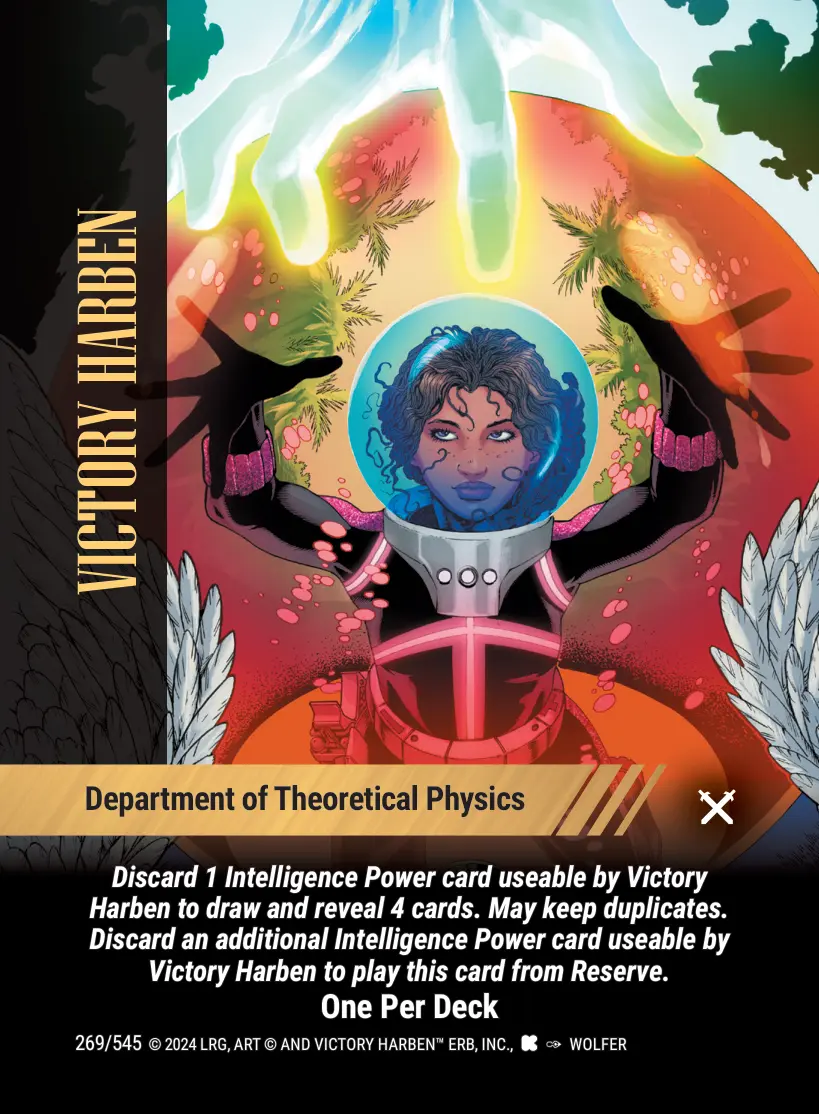 VICTORY HARBEN
Department of Theoretical Physics
Discard 1 Intelligence Power card useable by Victory
Harben to draw and reveal 4 cards. May keep duplicates.
Discard an additional Intelligence Power card useable by
Victory Harben to play this card from Reserve.
One Per Deck
269/545 © 2024 LRG, ART © AND VICTORY HARBEN™ ERB, INC., WOLFER